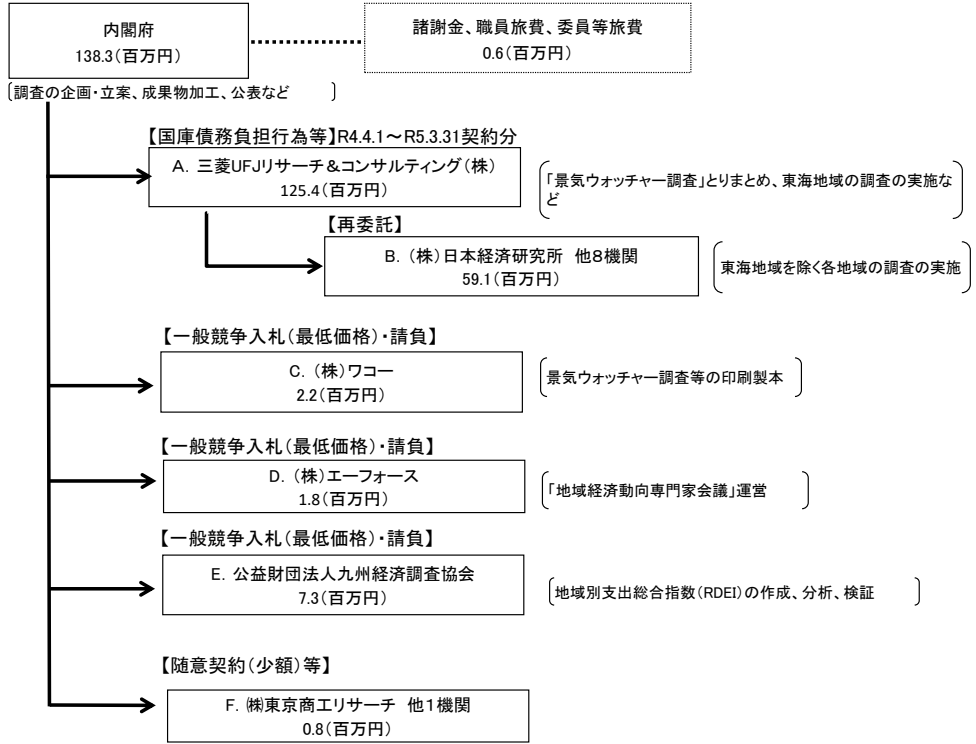 内閣府
138.3(百万円)
諸謝金、職員旅費、委員等旅費
0.6(百万円)
調査の企画・立案、成果物加工、公表など
【国庫債務負担行為等】R4.4.1～R5.3.31契約分
A. 三菱UFJリサーチ&コンサルティング(株)
125.4(百万円)
「景気ウォッチャー調査」とりまとめ、東海地域の調査の実施な
ど
【再委託】
B. (株)日本経済研究所 他8機関
59.1(百万円)
東海地域を除く各地域の調査の実施
【一般競争入札(最低価格)・請負】
C. (株)ワコー
2.2(百万円)
景気ウォッチャー調査等の印刷製本
【一般競争入札(最低価格)・請負】
D. (株)エーフォース
1.8(百万円)
「地域経済動向専門家会議」運営
【一般競争入札(最低価格)・請負】
E. 公益財団法人九州経済調査協会
7.3(百万円)
地域別支出総合指数(RDEI)の作成、分析、検証
【随意契約(少額)等】
F. ㈱東京商工リサーチ 他1機関
0.8(百万円)